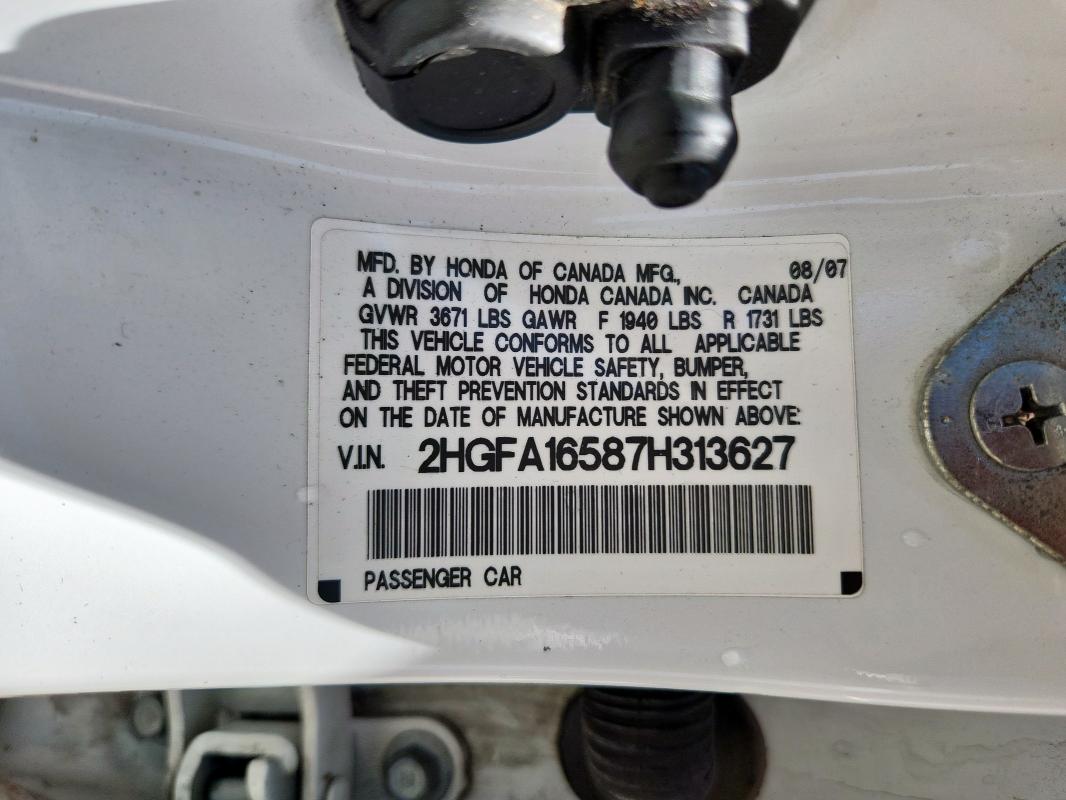 MFD. BY HONDA OF CANADA MFG., 08/07
A DIVISION OF HONDA CANADA INC. CANADA
GVWR 3671 LBS GAWR F 1940 LBS R 1731 LBS
THIS VEHICLE CONFORMS TO ALL APPLICABLE
FEDERAL MOTOR VEHICLE SAFETY, BUMPER,
AND THEFT PREVENTION STANDARDS IN EFFECT
ON THE DATE OF MANUFACTURE SHOWN ABOVE:
V.I.N. 2HGFA16587H313627
PASSENGER CAR